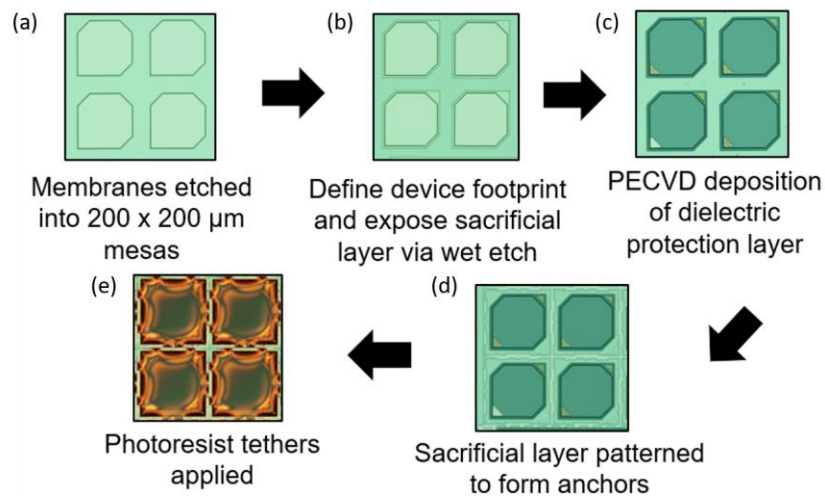 (a)
(b)
(c)
Membranes etched
into 200 x 200 µm
mesas
Define device footprint
and expose sacrificial
layer via wet etch
PECVD deposition
of dielectric
protection layer
(d)
Sacrificial layer patterned
to form anchors
(e)
Photoresist tethers
applied